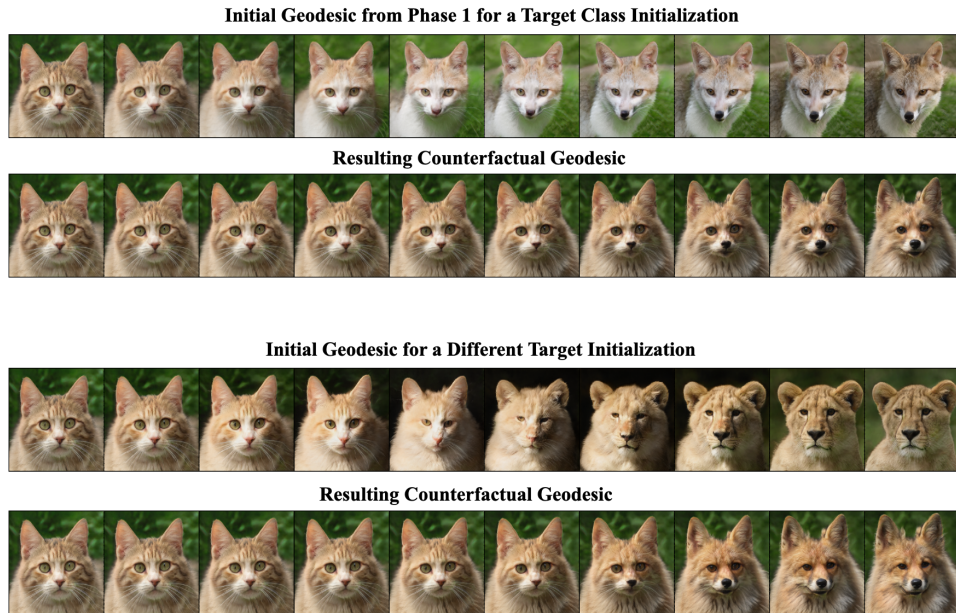 Initial Geodesic from Phase 1 for a Target Class Initialization
Resulting Counterfactual Geodesic
Initial Geodesic for a Different Target Initialization
Resulting Counterfactual Geodesic